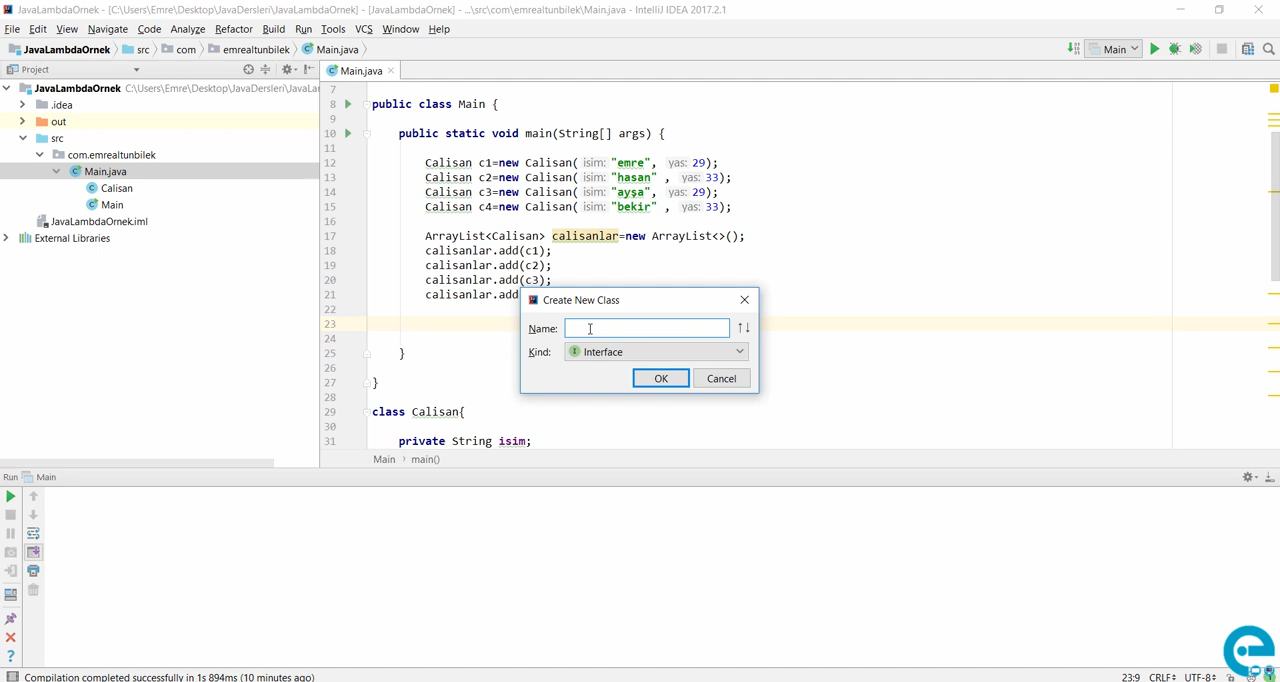 JavaLambdaOrnek - [C:\Users\Emre\Desktop\JavaDersleri\JavaLambdaOrnek] - [JavaLambdaOrnek] - ...\src\com\emrealtunbilek\Main.java - IntelliJ IDEA 2017.2.1
File Edit View Navigate Code Analyze Refactor Build Run Tools VCS Window Help
JavaLambdaOrnek src com emrealtunbilek Main.java Main
Project Main.java
JavaLambdaOrnek C:\Users\Emre\Desktop\JavaDersleri\JavaLar
.idea
out
src
com.emrealtunbilek
Main.java
Calisan
Main
JavaLambdaOrnek.iml
External Libraries
7
8 public class Main {
9
10 public static void main(String[] args) {
11
12 Calisan c1=new Calisan( isim: "emre", yas: 29);
13 Calisan c2=new Calisan( isim: "hasan" , yas: 33);
14 Calisan c3=new Calisan( isim: "ayşa", yas: 29);
15 Calisan c4=new Calisan( isim: "bekir" , yas: 33);
16
17 ArrayList<Calisan> calisanlar=new ArrayList<>();
18 calisanlar.add(c1);
19 calisanlar.add(c2);
20 calisanlar.add(c3);
21 calisanlar.add
22
23
24
25 }
26
27 }
28
29 class Calisan{
30
31 private String isim;
Main › main()
Create New Class
Name:
Kind: Interface
OK Cancel
Run Main
Compilation completed successfully in 1s 894ms (10 minutes ago) 23:9 CRLF UTF-8